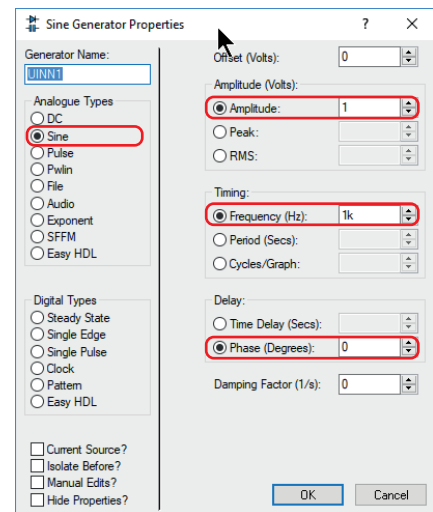 Sine Generator Properties ? ×
Generator Name:
UINN1
Analogue Types
DC
Sine
Pulse
Pwlin
File
Audio
Exponent
SFFM
Easy HDL
Digital Types
Steady State
Single Edge
Single Pulse
Clock
Pattern
Easy HDL
Current Source?
Isolate Before?
Manual Edits?
Hide Properties?
Offset (Volts): 0
Amplitude (Volts):
Amplitude: 1
Peak:
RMS:
Timing:
Frequency (Hz): 1k
Period (Secs):
Cycles/Graph:
Delay:
Time Delay (Secs):
Phase (Degrees): 0
Damping Factor (1/s): 0
OK Cancel